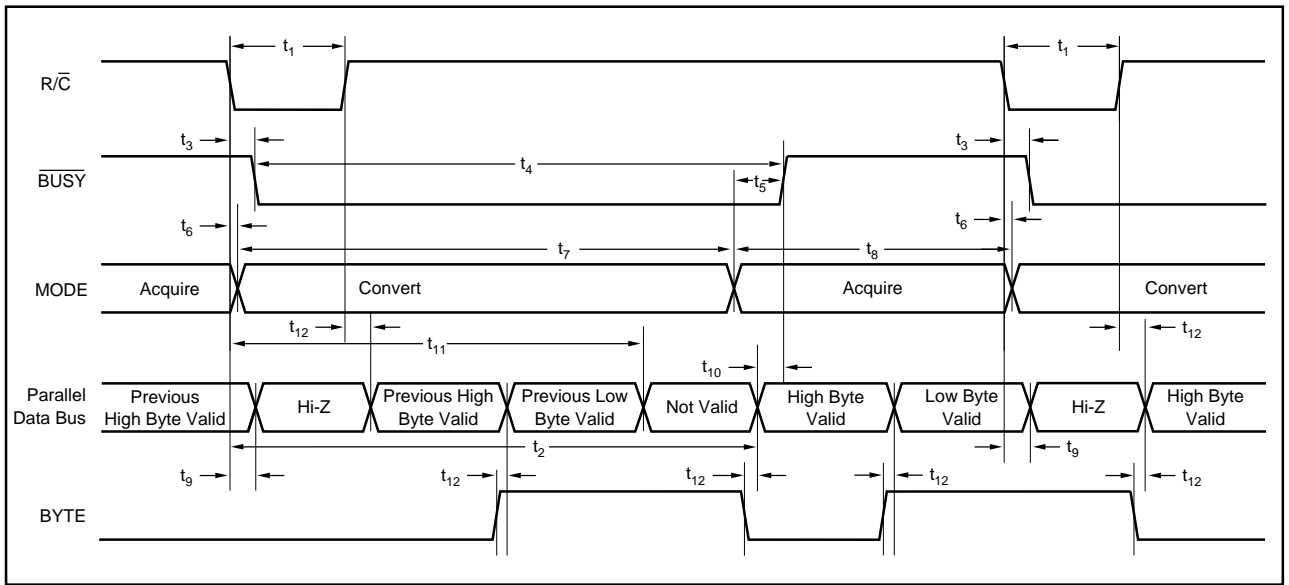 t1 t1
R/C̅
t3 t4 t3
B̅U̅S̅Y̅
t5
t6 t6
t7 t8
MODE Acquire Convert Acquire Convert
t12 t12
t11
t10
Parallel Data Bus
Previous High Byte Valid
Hi-Z
Previous High Byte Valid
Previous Low Byte Valid
Not Valid
High Byte Valid
Low Byte Valid
Hi-Z
High Byte Valid
t2
t9 t12 t12 t12 t9 t12
BYTE